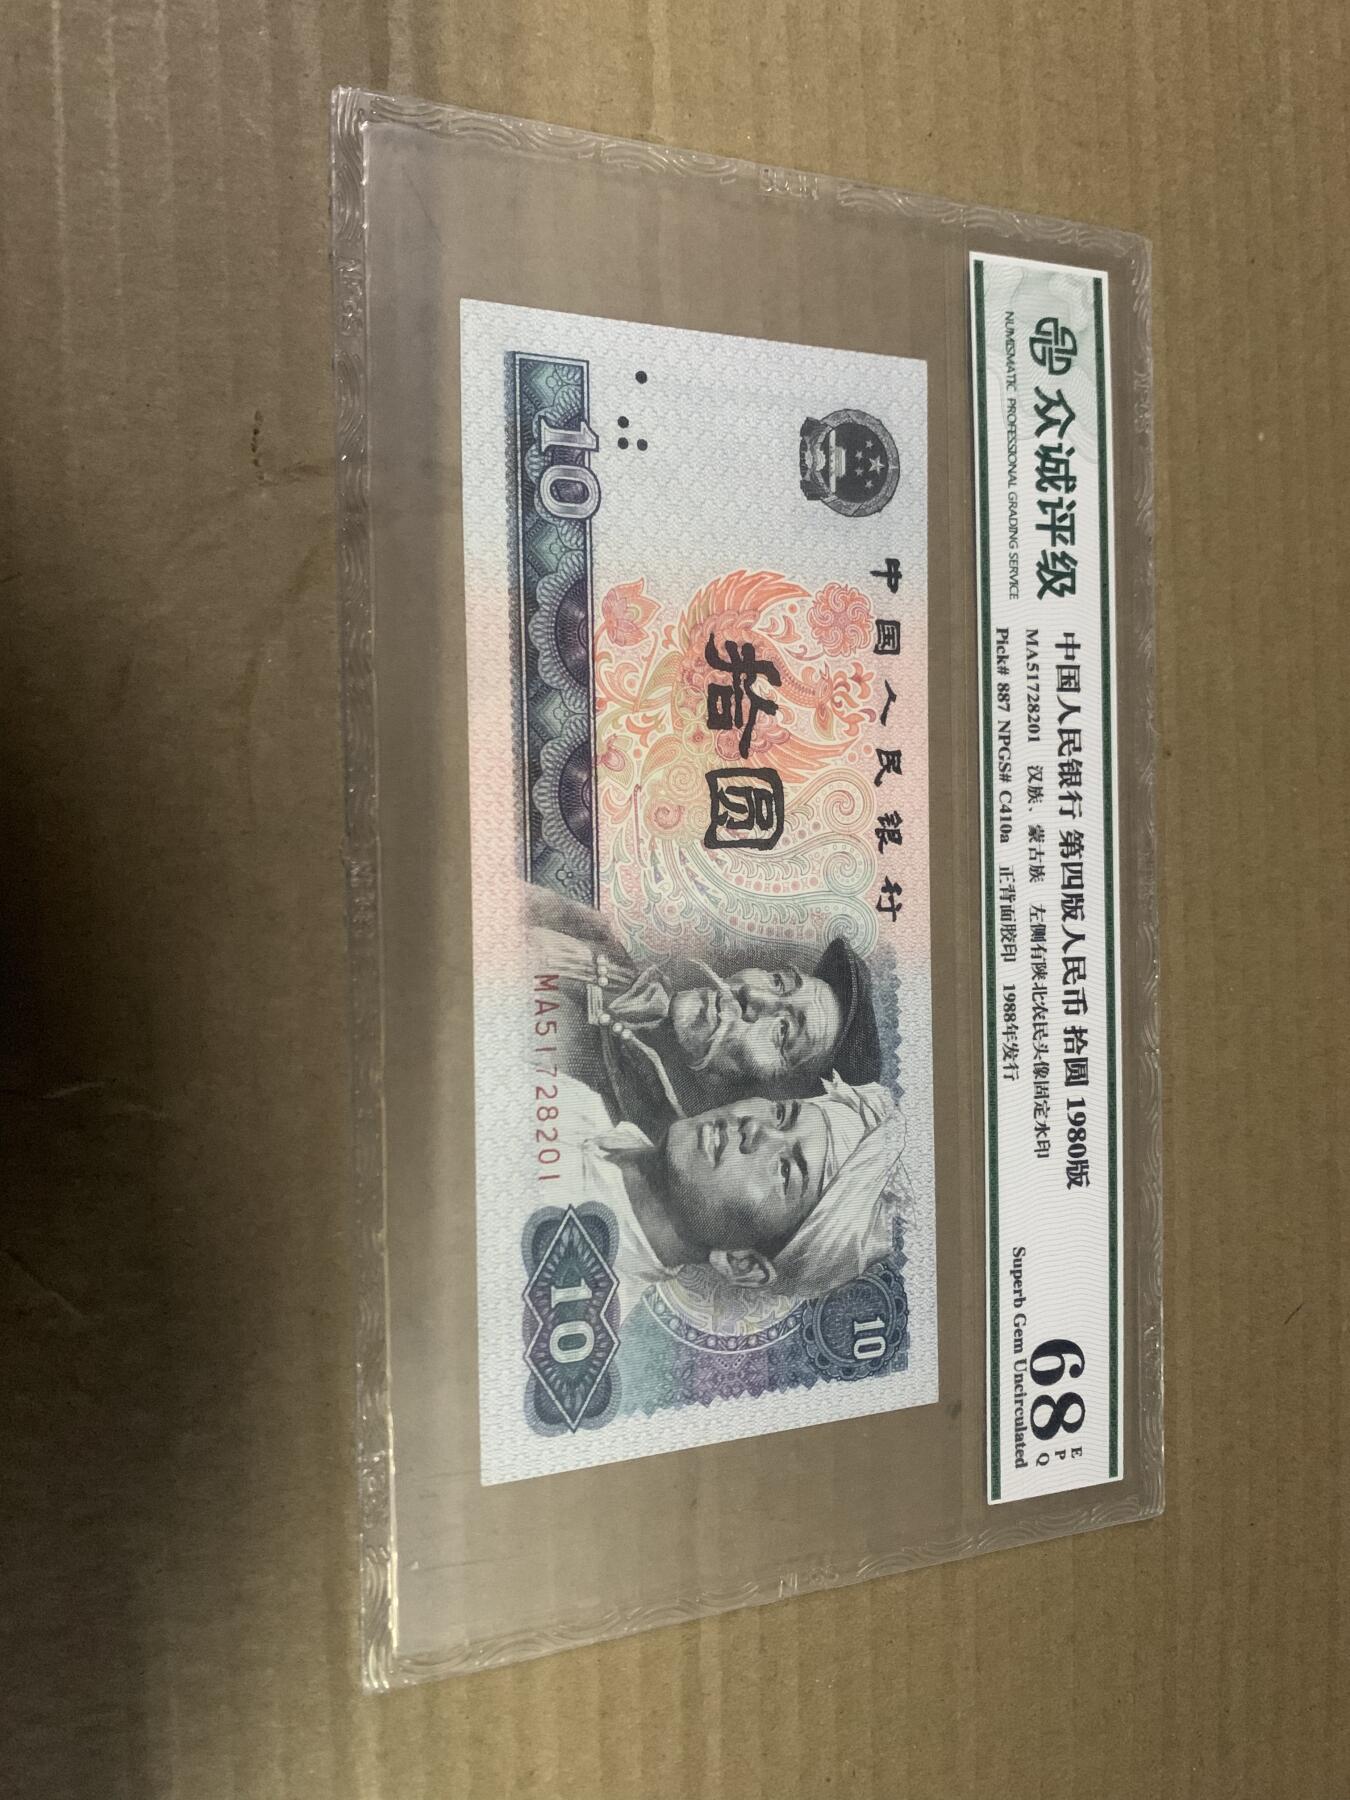 众诚评级
NUMISMATIC PROFESSIONAL GRADING SERVICE
中国人民银行 第四版人民币 拾圆 1980版
MA51728201 汉族、蒙古族 左侧有陕北农民头像固定水印
Pick# 887 NPGS# C410a 正背面胶印 1988年发行
68
E
P
Q
Superb Gem Uncirculated
中国人民银行
拾圆
10
10
MA51728201
10